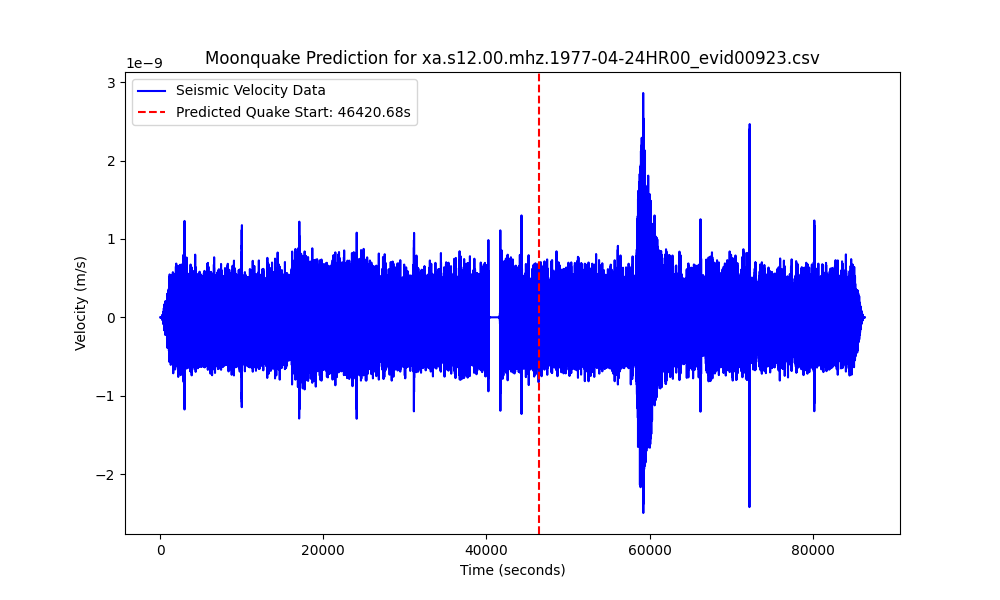 Moonquake Prediction for xa.s12.00.mhz.1977-04-24HR00_evid00923.csv
1e−9
Seismic Velocity Data
Predicted Quake Start: 46420.68s
3
2
1
0
−1
−2
Velocity (m/s)
0 20000 40000 60000 80000
Time (seconds)